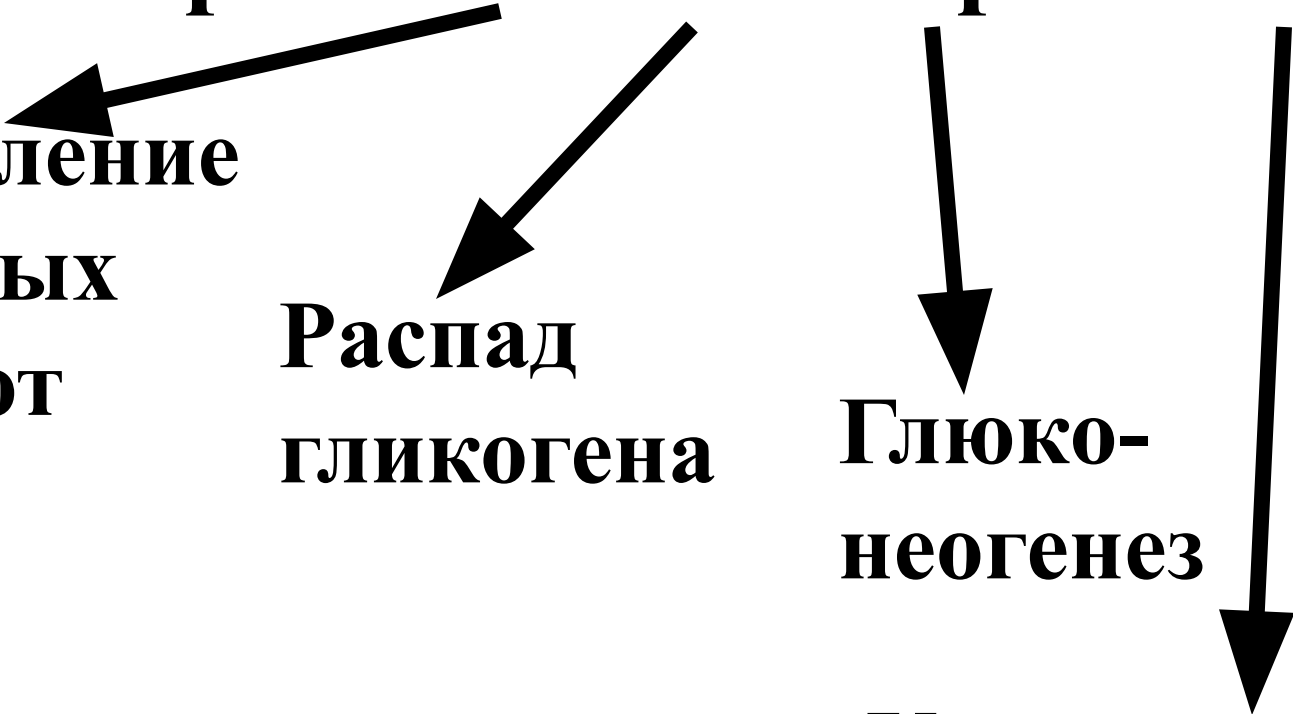 ление
ых
от
Распад
гликогена
Глюко-
неогенез